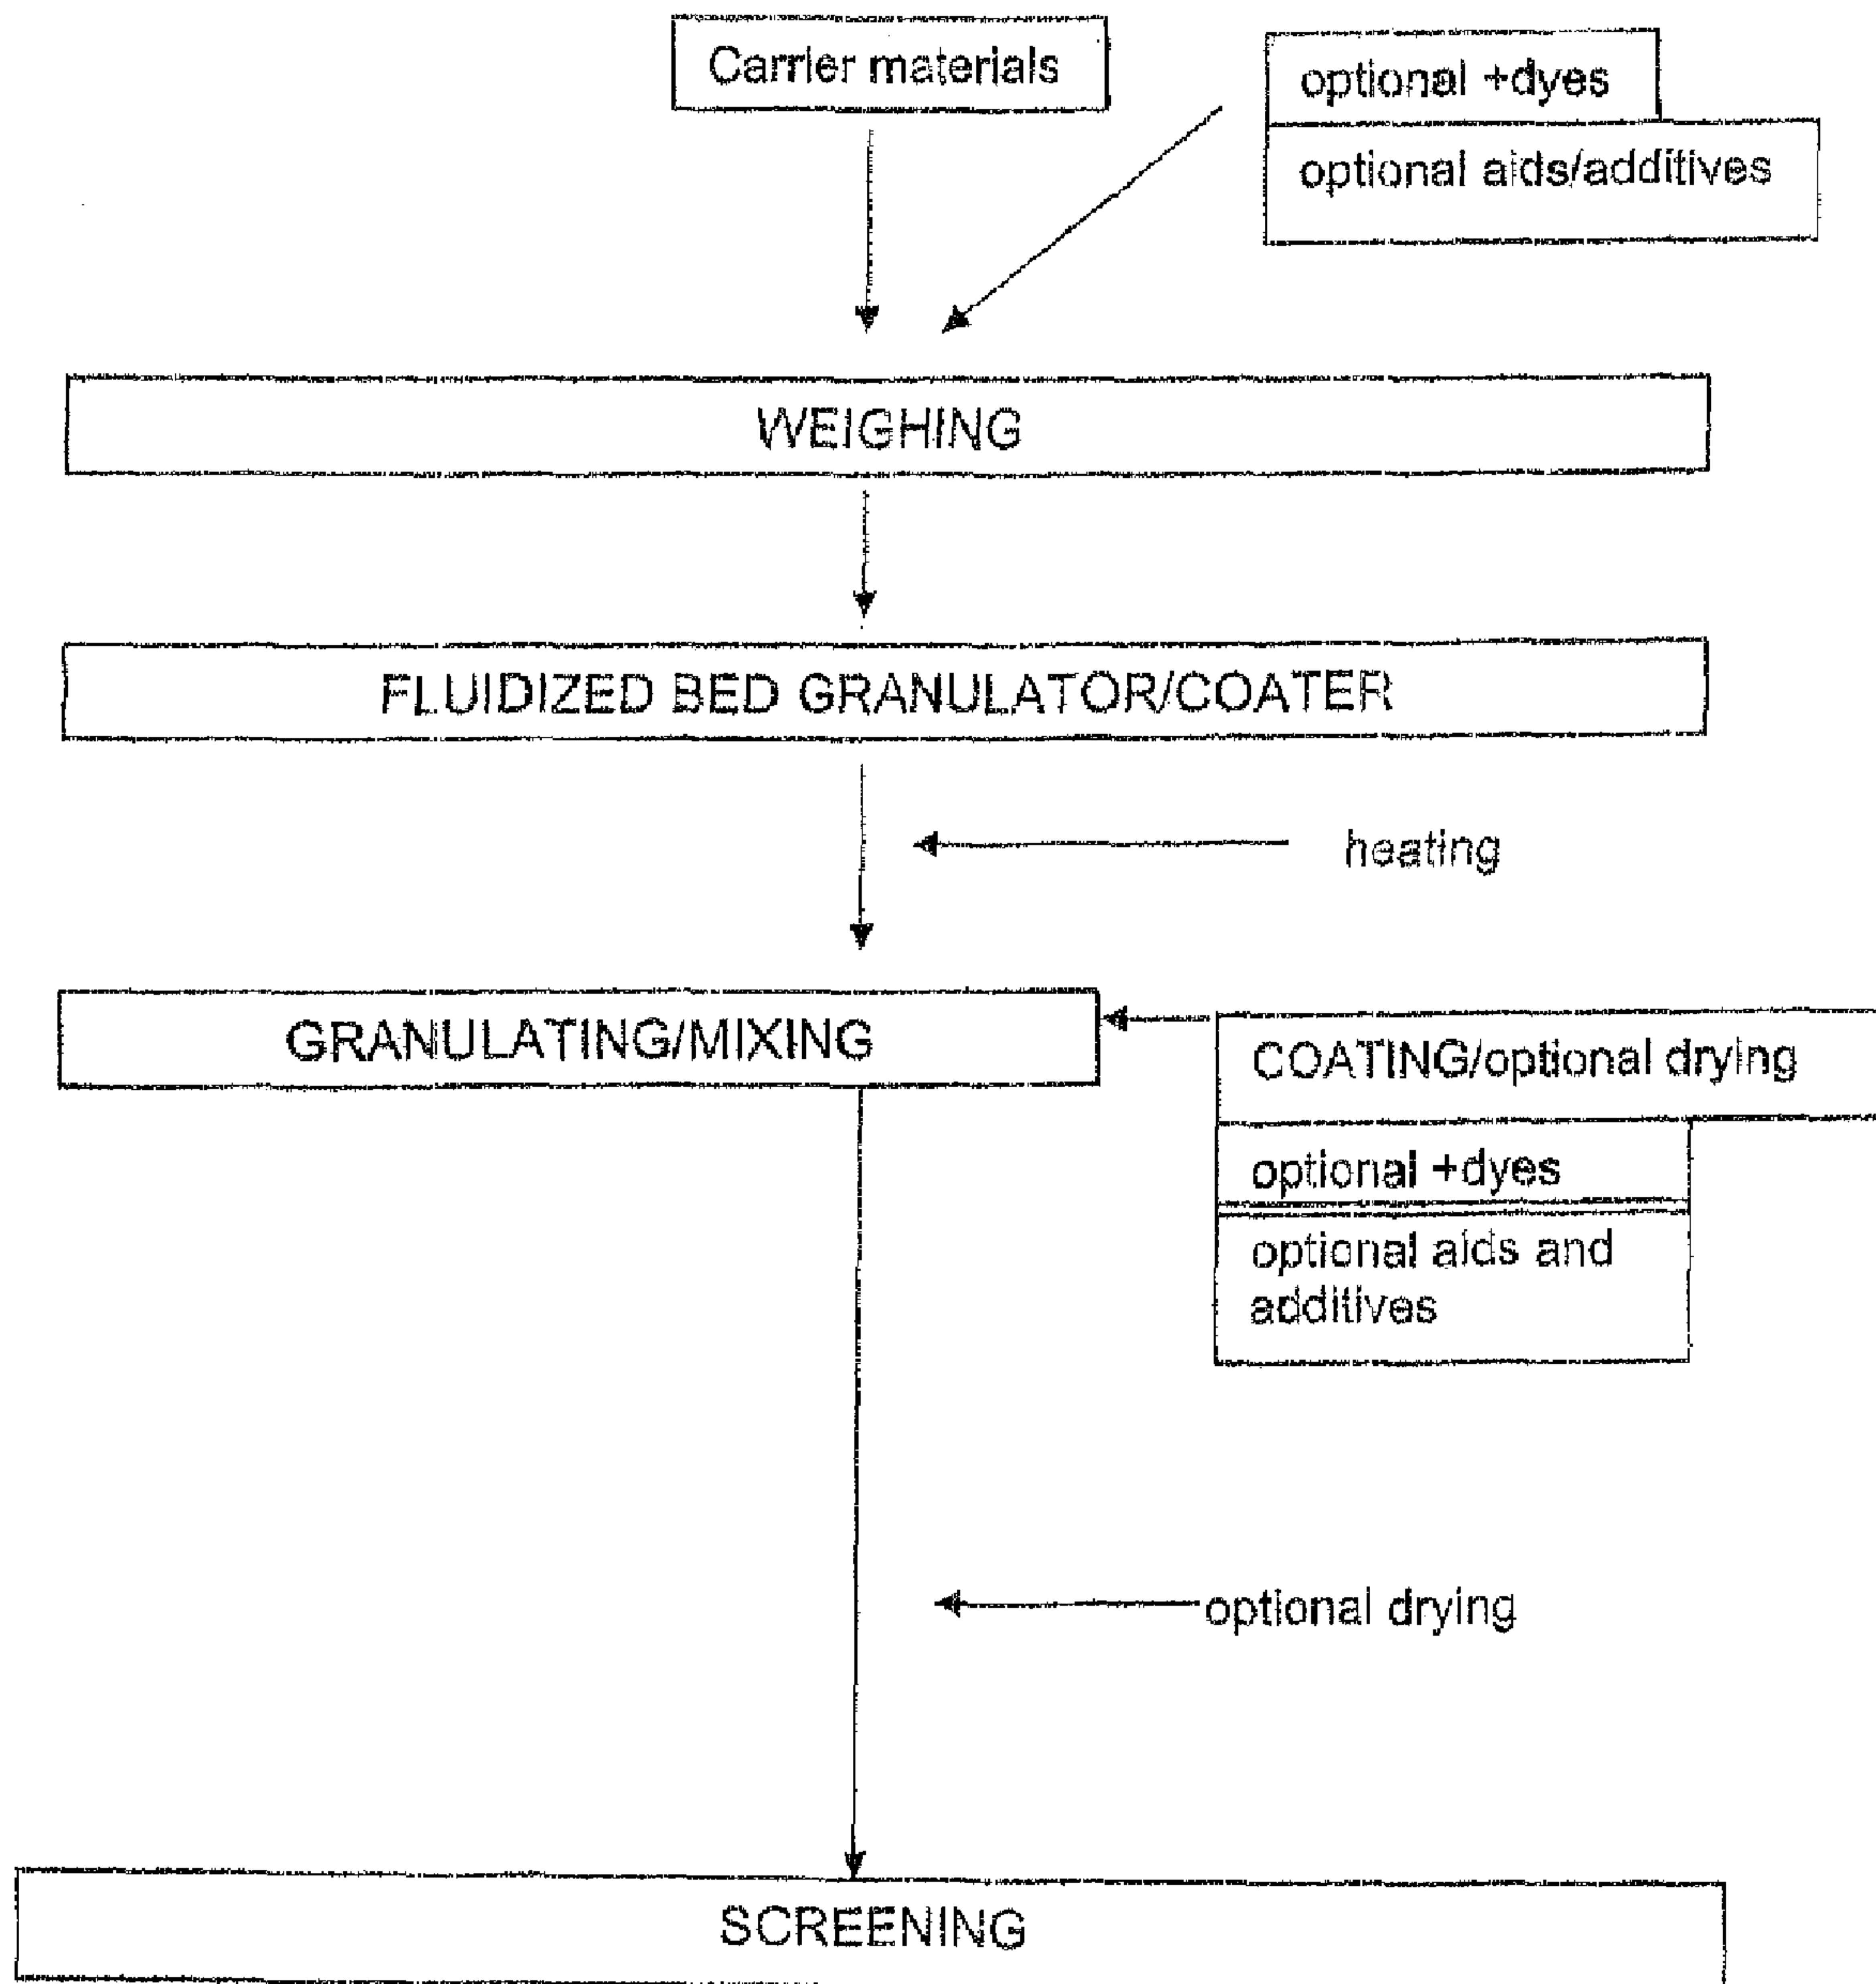 Carrier materials
optional +dyes
optional aids/additives
WEIGHING
FLUIDIZED BED GRANULATOR/COATER
heating
GRANULATING/MIXING
COATING/optional drying
optional +dyes
optional aids and
additives
optional drying
SCREENING